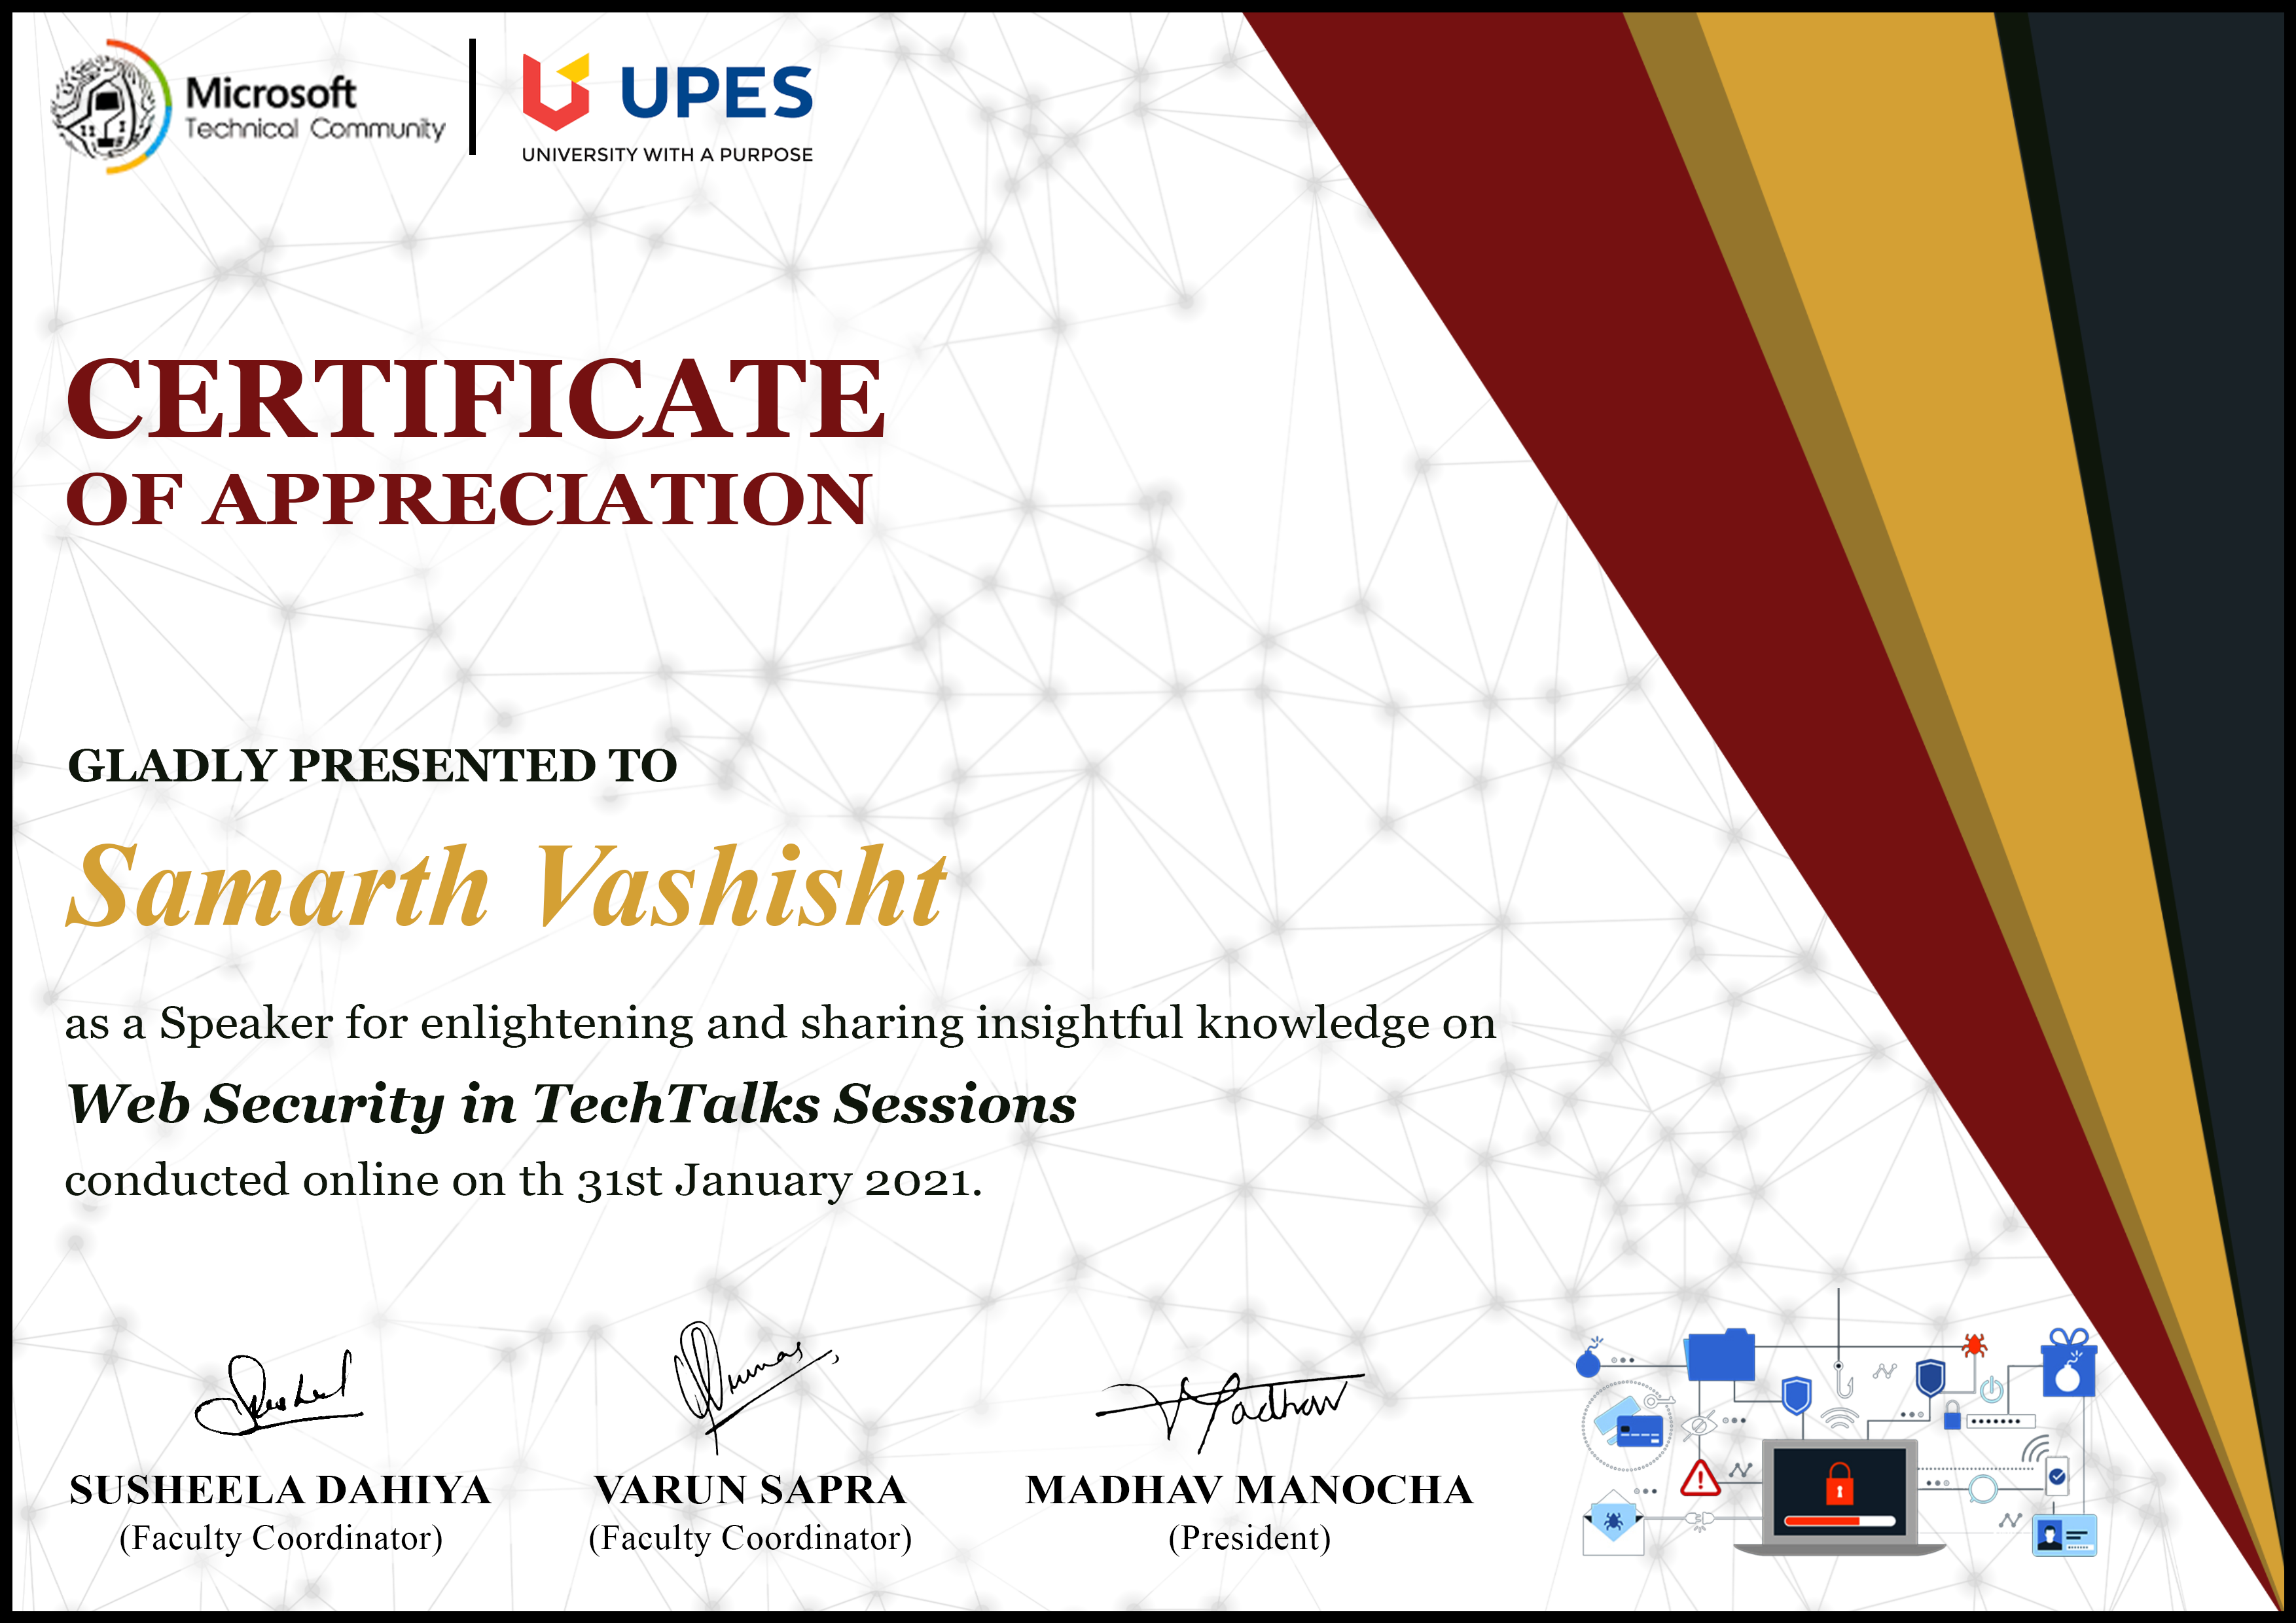 Microsoft
Technical Community
UPES
UNIVERSITY WITH A PURPOSE
CERTIFICATE
OF APPRECIATION
GLADLY PRESENTED TO
Samarth Vashisht
as a Speaker for enlightening and sharing insightful knowledge on
Web Security in TechTalks Sessions
conducted online on th 31st January 2021.
Madhav
SUSHEELA DAHIYA
VARUN SAPRA
MADHAV MANOCHA
(Faculty Coordinator)
(Faculty Coordinator)
(President)